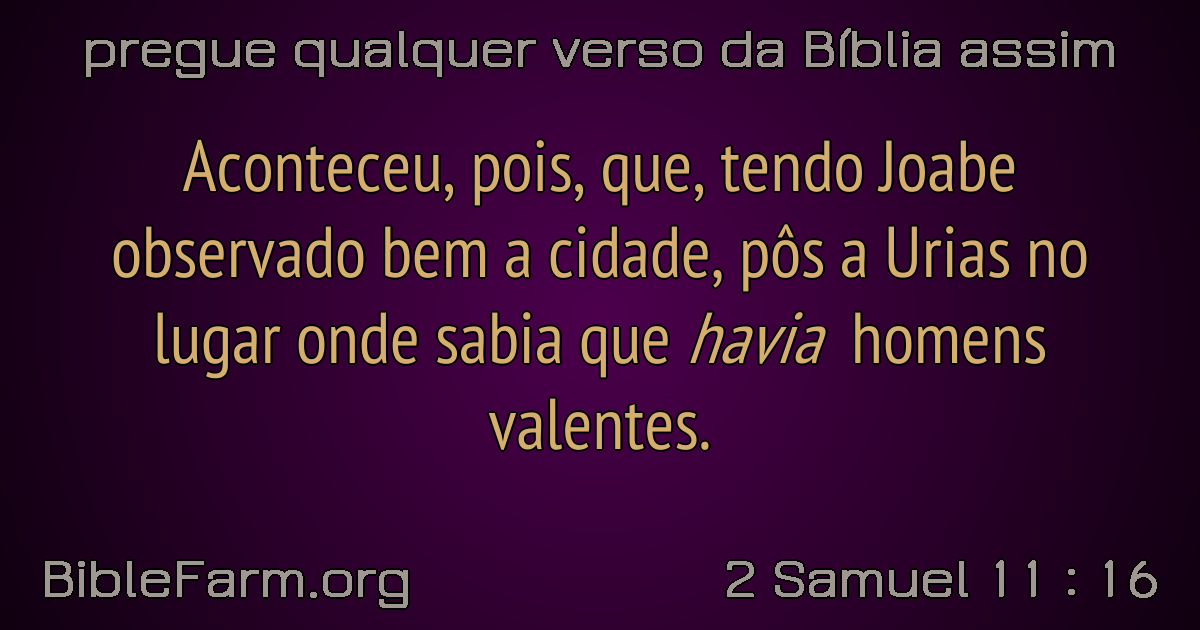 pregue qualquer verso da Bíblia assim
Aconteceu, pois, que, tendo Joabe
observado bem a cidade, pôs a Urias no
lugar onde sabia que havia homens
valentes.
BibleFarm.org
2 Samuel 11 : 16